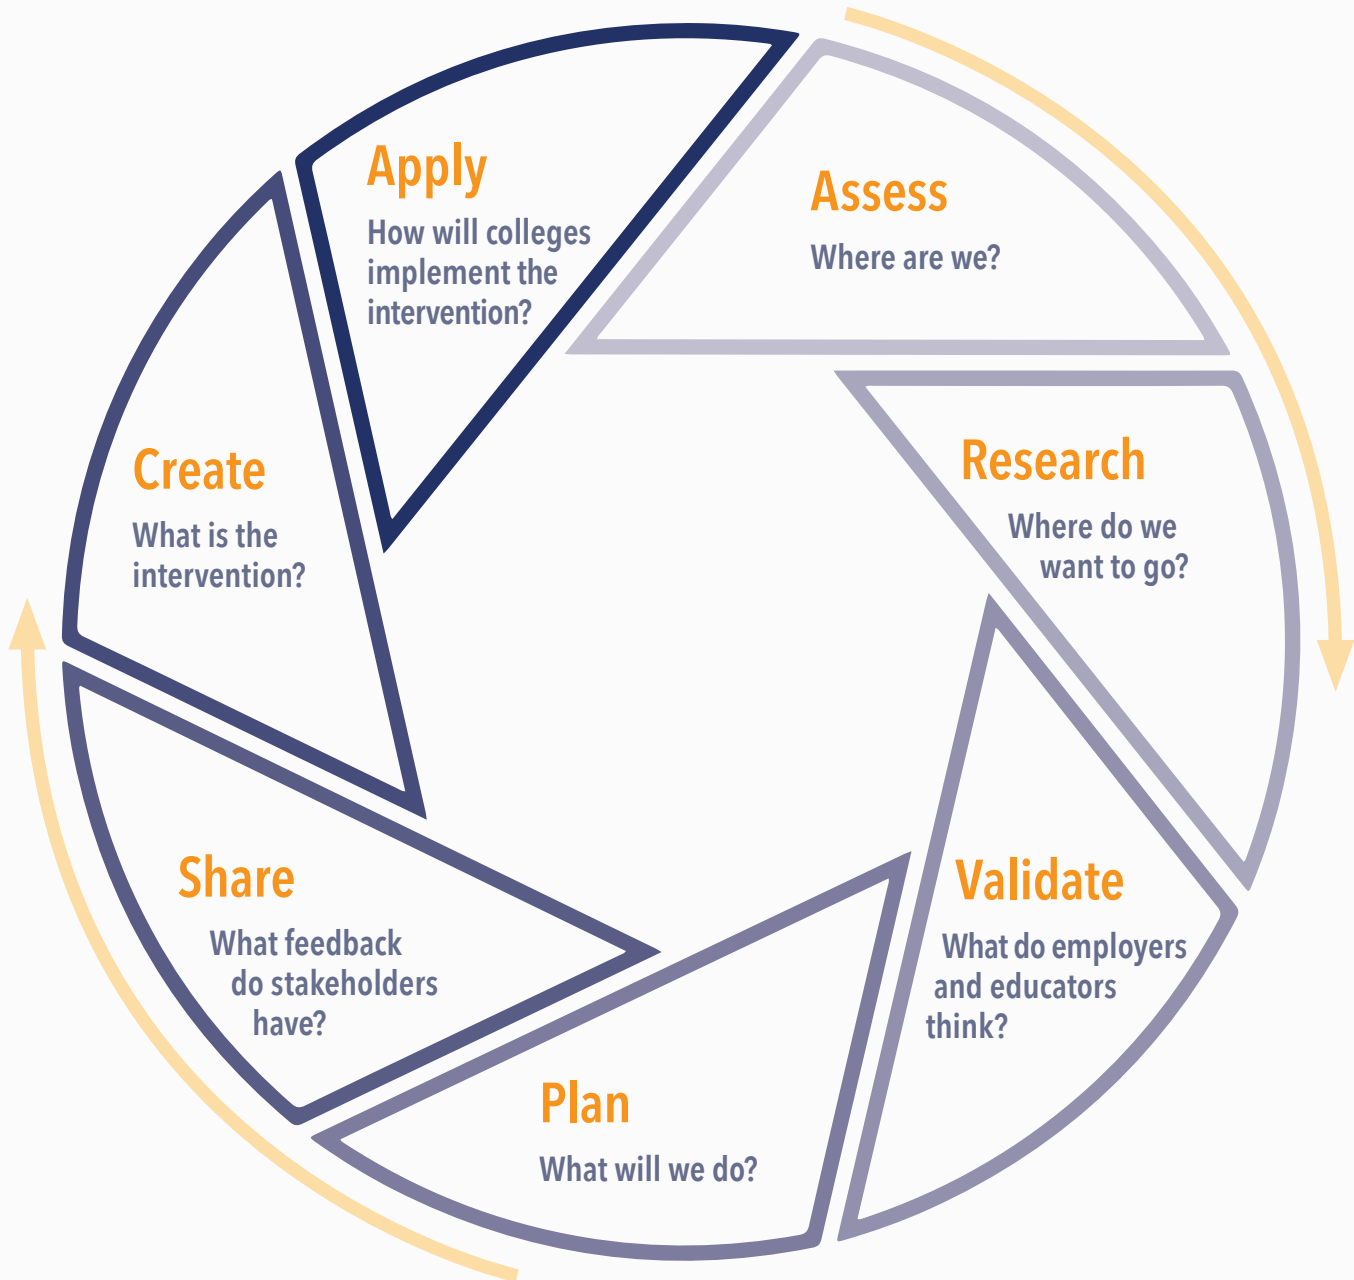 Assess
Where are we?
Research
Where do we
want to go?
Validate
What do employers
and educators
think?
Plan
What will we do?
Share
What feedback
do stakeholders
have?
Create
What is the
intervention?
Apply
How will colleges
implement the
intervention?